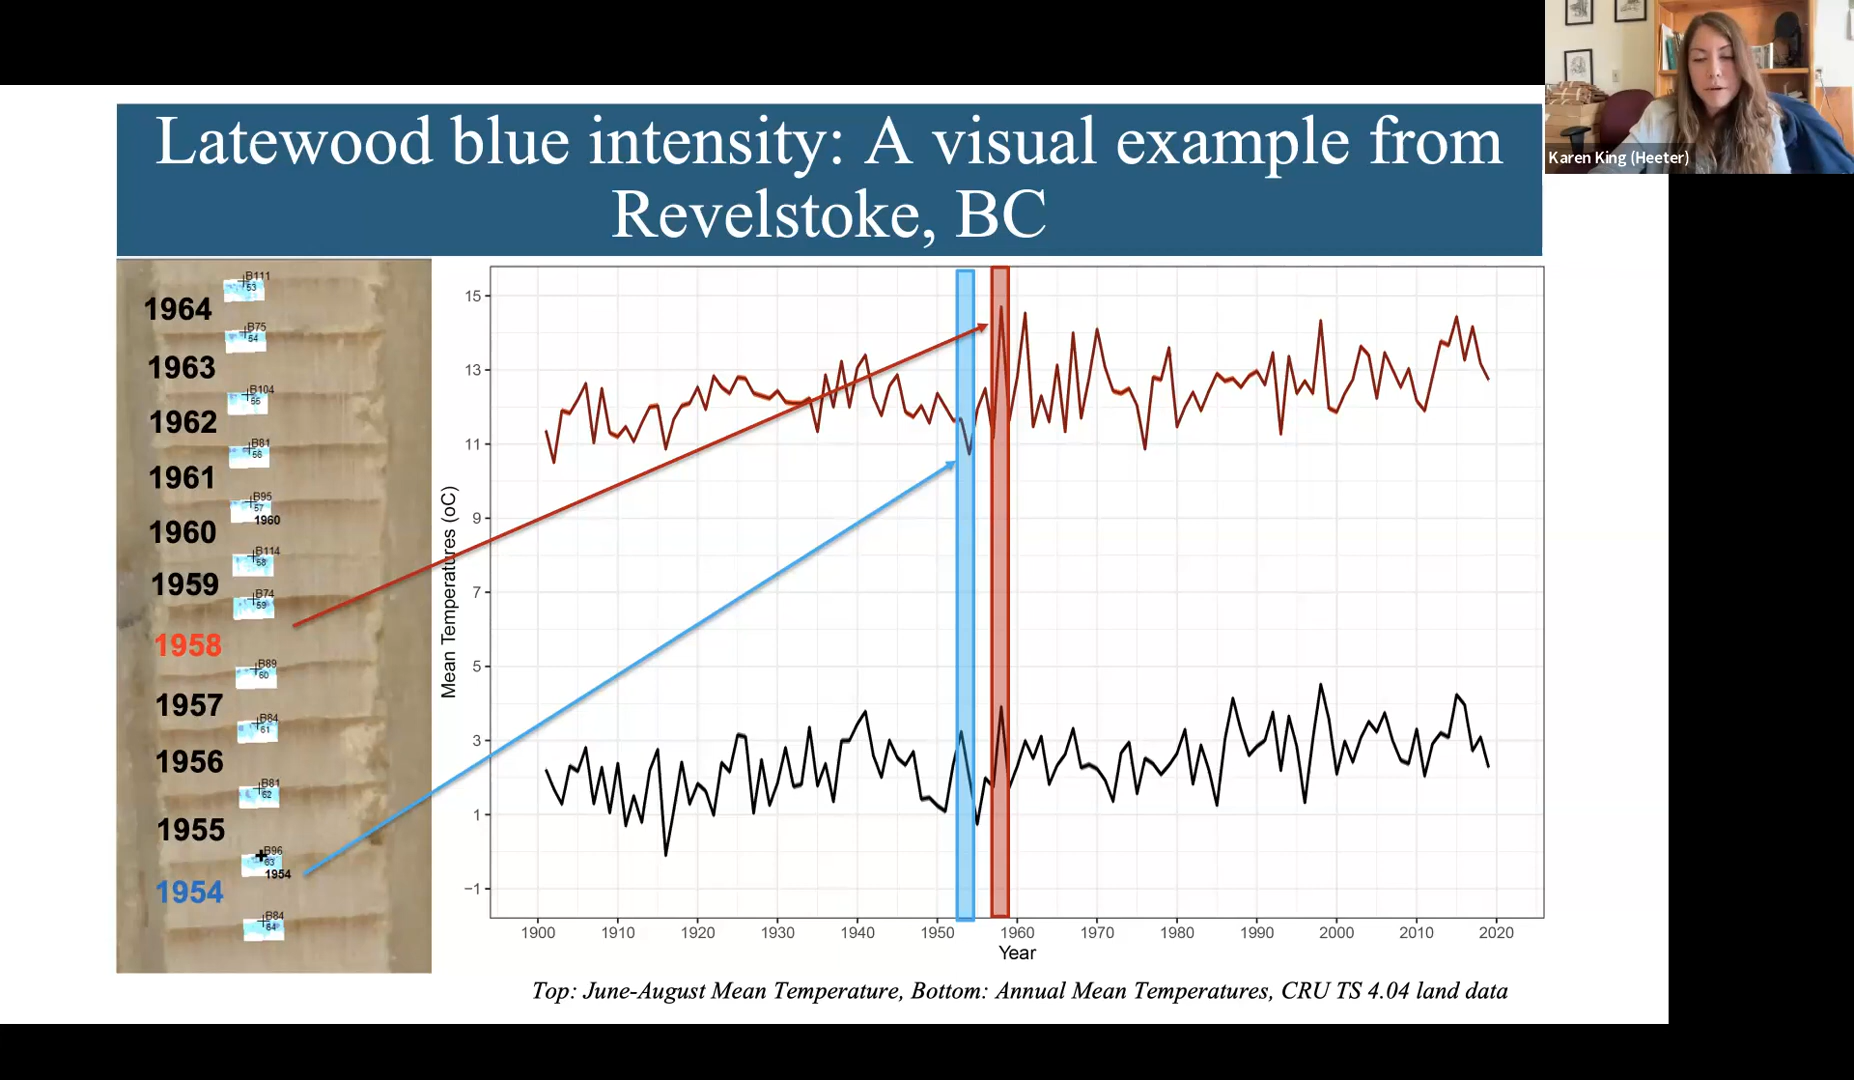 Karen King (Heeter)
Latewood blue intensity: A visual example from
Revelstoke, BC
B111
53
1964
B75
54
1963
B104
55
1962
B81
56
1961
B95
57
1960
1960
B114
58
1959
B74
59
1958
B89
60
1957
B84
61
1956
B81
62
1955
B96
63
1954
1954
B84
64
Mean Temperatures (oC)
15
13
11
9
7
5
3
1
−1
1900 1910 1920 1930 1940 1950 1960 1970 1980 1990 2000 2010 2020
Year
Top: June-August Mean Temperature, Bottom: Annual Mean Temperatures, CRU TS 4.04 land data